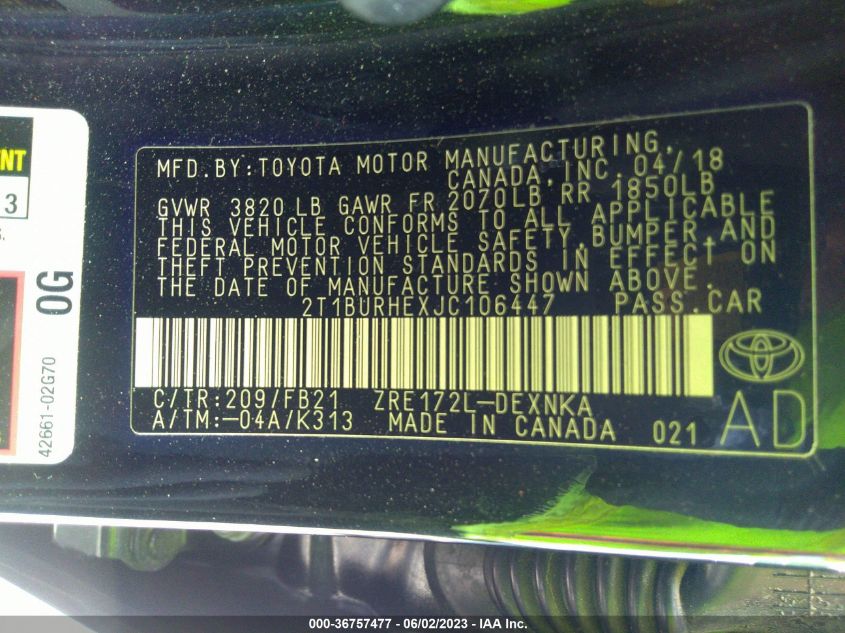 MFD.BY:TOYOTA MOTOR MANUFACTURING,
CANADA,INC.04/18
GVWR 3820 LB GAWR FR 2070LB RR 1850LB
THIS VEHICLE CONFORMS TO ALL APPLICABLE
FEDERAL MOTOR VEHICLE SAFETY,BUMPER,AND
THEFT PREVENTION STANDARDS IN EFFECT ON
THE DATE OF MANUFACTURE SHOWN ABOVE.
2T1BURHEXJC106447 PASS.CAR
C/TR:209/FB21 ZRE172L-DEXNKA
A/TM:-04A/K313 MADE IN CANADA 021
AD
3
0G
42661-02G70
000-36757477 - 06/02/2023 - © IAA Inc.